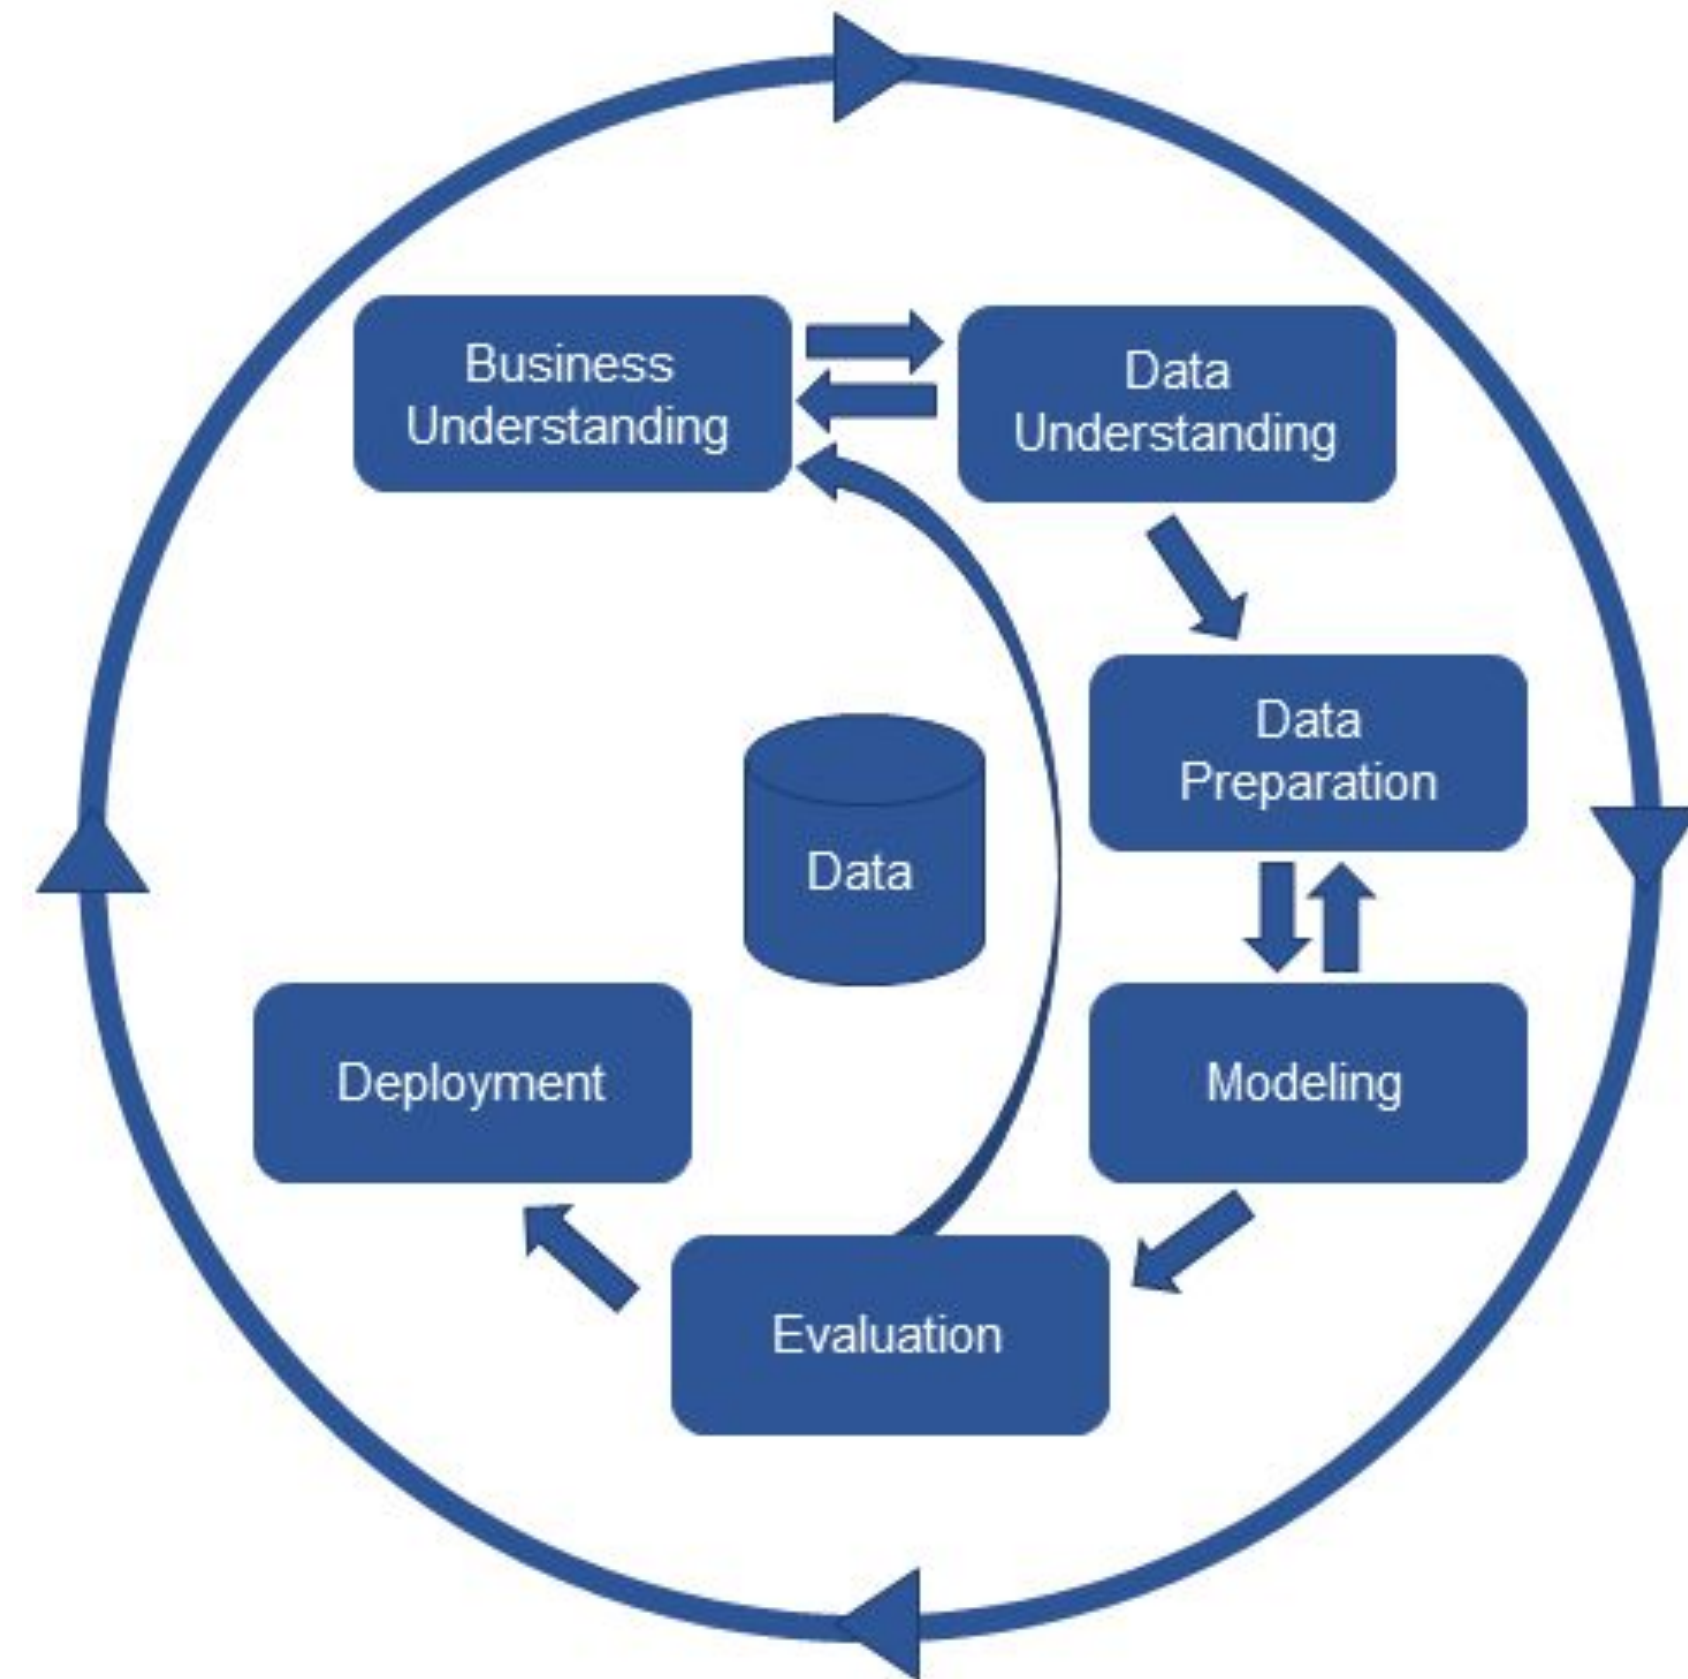 Business
Understanding
Data
Understanding
Data
Preparation
Data
Deployment
Modeling
Evaluation